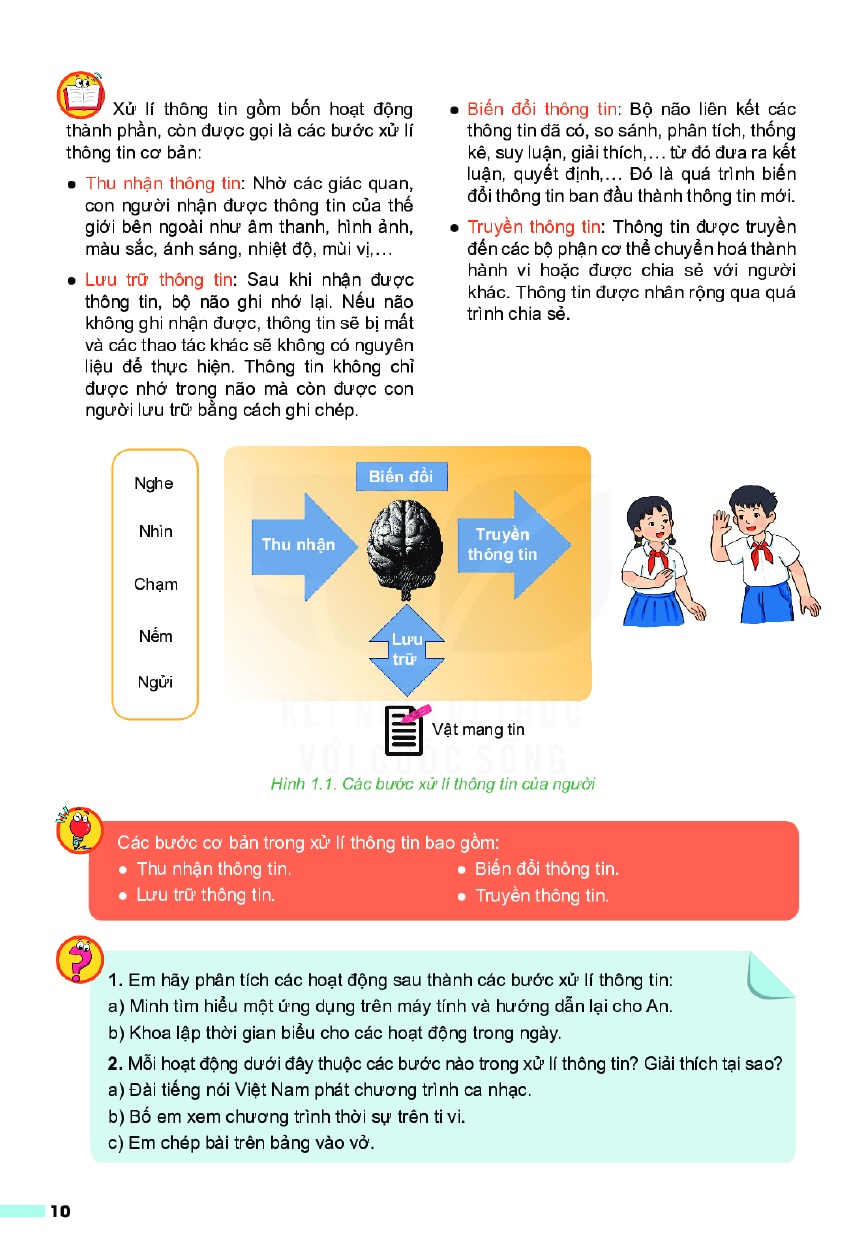 Xử lí thông tin gồm bốn hoạt động
thành phần, còn được gọi là các bước xử lí
thông tin cơ bản:
● Thu nhận thông tin: Nhờ các giác quan,
con người nhận được thông tin của thế
giới bên ngoài như âm thanh, hình ảnh,
màu sắc, ánh sáng, nhiệt độ, mùi vị,…
● Lưu trữ thông tin: Sau khi nhận được
thông tin, bộ não ghi nhớ lại. Nếu não
không ghi nhận được, thông tin sẽ bị mất
và các thao tác khác sẽ không có nguyên
liệu để thực hiện. Thông tin không chỉ
được nhớ trong não mà còn được con
người lưu trữ bằng cách ghi chép.
● Biến đổi thông tin: Bộ não liên kết các
thông tin đã có, so sánh, phân tích, thống
kê, suy luận, giải thích,… từ đó đưa ra kết
luận, quyết định,… Đó là quá trình biến
đổi thông tin ban đầu thành thông tin mới.
● Truyền thông tin: Thông tin được truyền
đến các bộ phận cơ thể chuyển hoá thành
hành vi hoặc được chia sẻ với người
khác. Thông tin được nhân rộng qua quá
trình chia sẻ.
Nghe
Nhìn
Chạm
Nếm
Ngửi
Thu nhận
Biến đổi
Truyền
thông tin
Lưu
trữ
Vật mang tin
KẾT NỐI TRI THỨC
VỚI CUỘC SỐNG
Hình 1.1. Các bước xử lí thông tin của người
Các bước cơ bản trong xử lí thông tin bao gồm:
● Thu nhận thông tin.
● Lưu trữ thông tin.
● Biến đổi thông tin.
● Truyền thông tin.
1. Em hãy phân tích các hoạt động sau thành các bước xử lí thông tin:
a) Minh tìm hiểu một ứng dụng trên máy tính và hướng dẫn lại cho An.
b) Khoa lập thời gian biểu cho các hoạt động trong ngày.
2. Mỗi hoạt động dưới đây thuộc các bước nào trong xử lí thông tin? Giải thích tại sao?
a) Đài tiếng nói Việt Nam phát chương trình ca nhạc.
b) Bố em xem chương trình thời sự trên ti vi.
c) Em chép bài trên bảng vào vở.
10